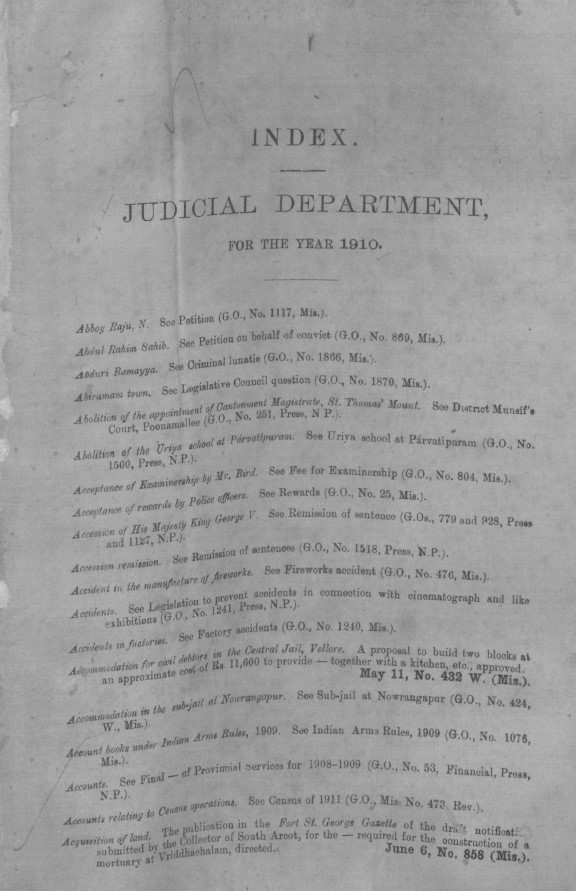 INDEX.
JUDICIAL DEPARTMENT,
FOR THE YEAR 1910.
Abboy Raju, N. See Petition (G.O., No. 1117, Mis.).
Abdul Rahim Sahib. See Petition on behalf of convict (G.O., No. 869, Mis.).
Abduri Ramayya. See Criminal lunatic (G.O., No. 1866, Mis.).
Abiramam town. See Legislative Council question (G.O., No. 1870, Mis.).
Abolition of the appointment of Cantonment Magistrate, St. Thomas' Mount. See District Munsif's
Court, Poonamallee (G.O., No. 251, Press, N P.).
Abolition of the Uriya school at Párvatipuram. See Uriya school at Párvatipuram (G.O., No.
1500, Press, N.P.).
Acceptance of Examinership by Mr. Bird. See Fee for Examinership (G.O., No. 804, Mis.).
Acceptance of rewards by Police officers. See Rewards (G.O., No. 25, Mis.).
Accession of His Majesty King George V. See Remission of sentence (G.Os., 779 and 928, Press
and 1127, N.P.).
Accession remission. See Remission of sentences (G.O., No. 1518, Press, N.P.).
Accident in the manufacture of fireworks. See Fireworks accident (G.O., No. 476, Mis.).
Accidents. See Legislation to prevent accidents in connection with cinematograph and like
exhibitions (G.O., No. 1241, Press, N.P.).
Accidents in factories. See Factory accidents (G.O., No. 1240, Mis.).
Accommodation for civil debtors in the Central Jail, Vellore. A proposal to build two blocks at
an approximate cost of Rs. 11,600 to provide — together with a kitchen, etc., approved.
May 11, No. 432 W. (Mis.).
Accommodation in the sub-jail at Nowrangapur. See Sub-jail at Nowrangapur (G.O., No. 424,
W., Mis.).
Account books under Indian Arms Rules, 1909. See Indian Arms Rules, 1909 (G.O., No. 1076,
Mis.).
Accounts. See Final — of Provincial Services for 1908-1909 (G.O., No. 53, Financial, Press,
N.P.).
Accounts relating to Census operations. See Census of 1911 (G.O., Mis. No. 473, Rev.).
Acquisition of land. The publication in the Fort St. George Gazette of the draft notificati
submitted by the Collector of South Arcot, for the — required for the construction of a
mortuary at Vriddhachalam, directed. June 6, No. 858 (Mis.).